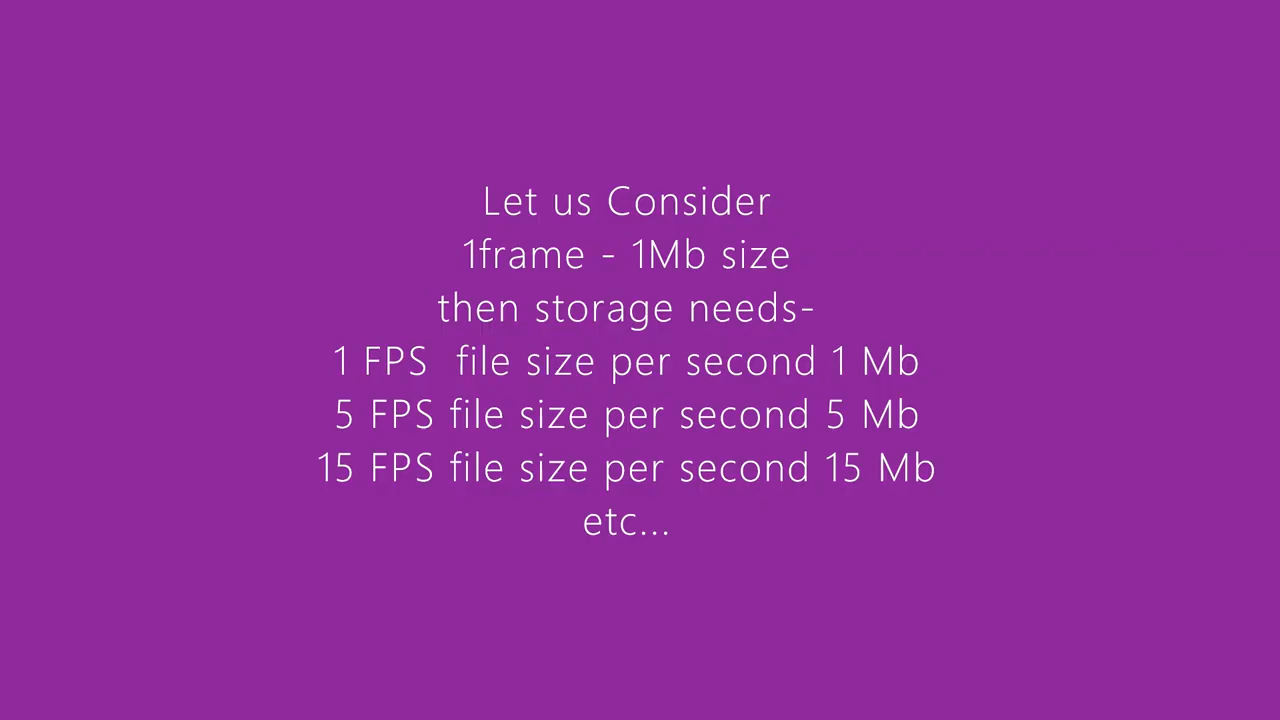 Let us Consider
1frame - 1Mb size
then storage needs-
1 FPS  file size per second 1 Mb
5 FPS file size per second 5 Mb
15 FPS file size per second 15 Mb
etc...